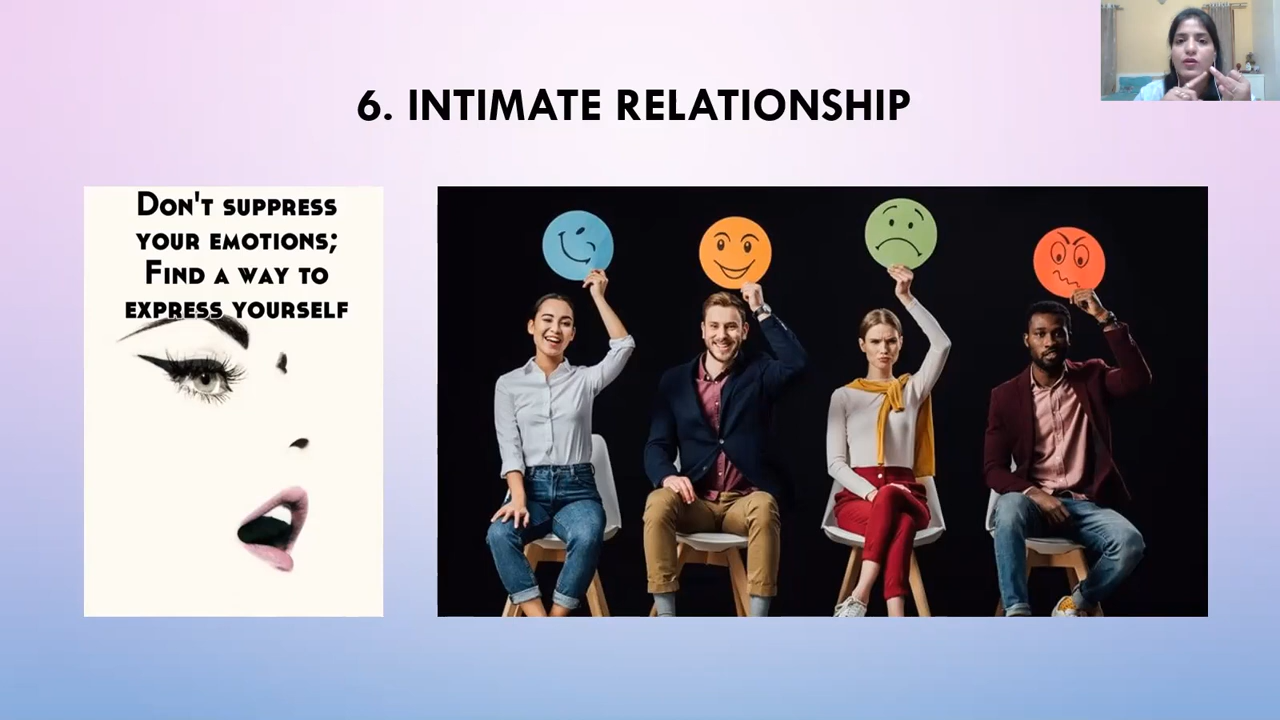 6. INTIMATE RELATIONSHIP
DON'T SUPPRESS
YOUR EMOTIONS;
FIND A WAY TO
EXPRESS YOURSELF